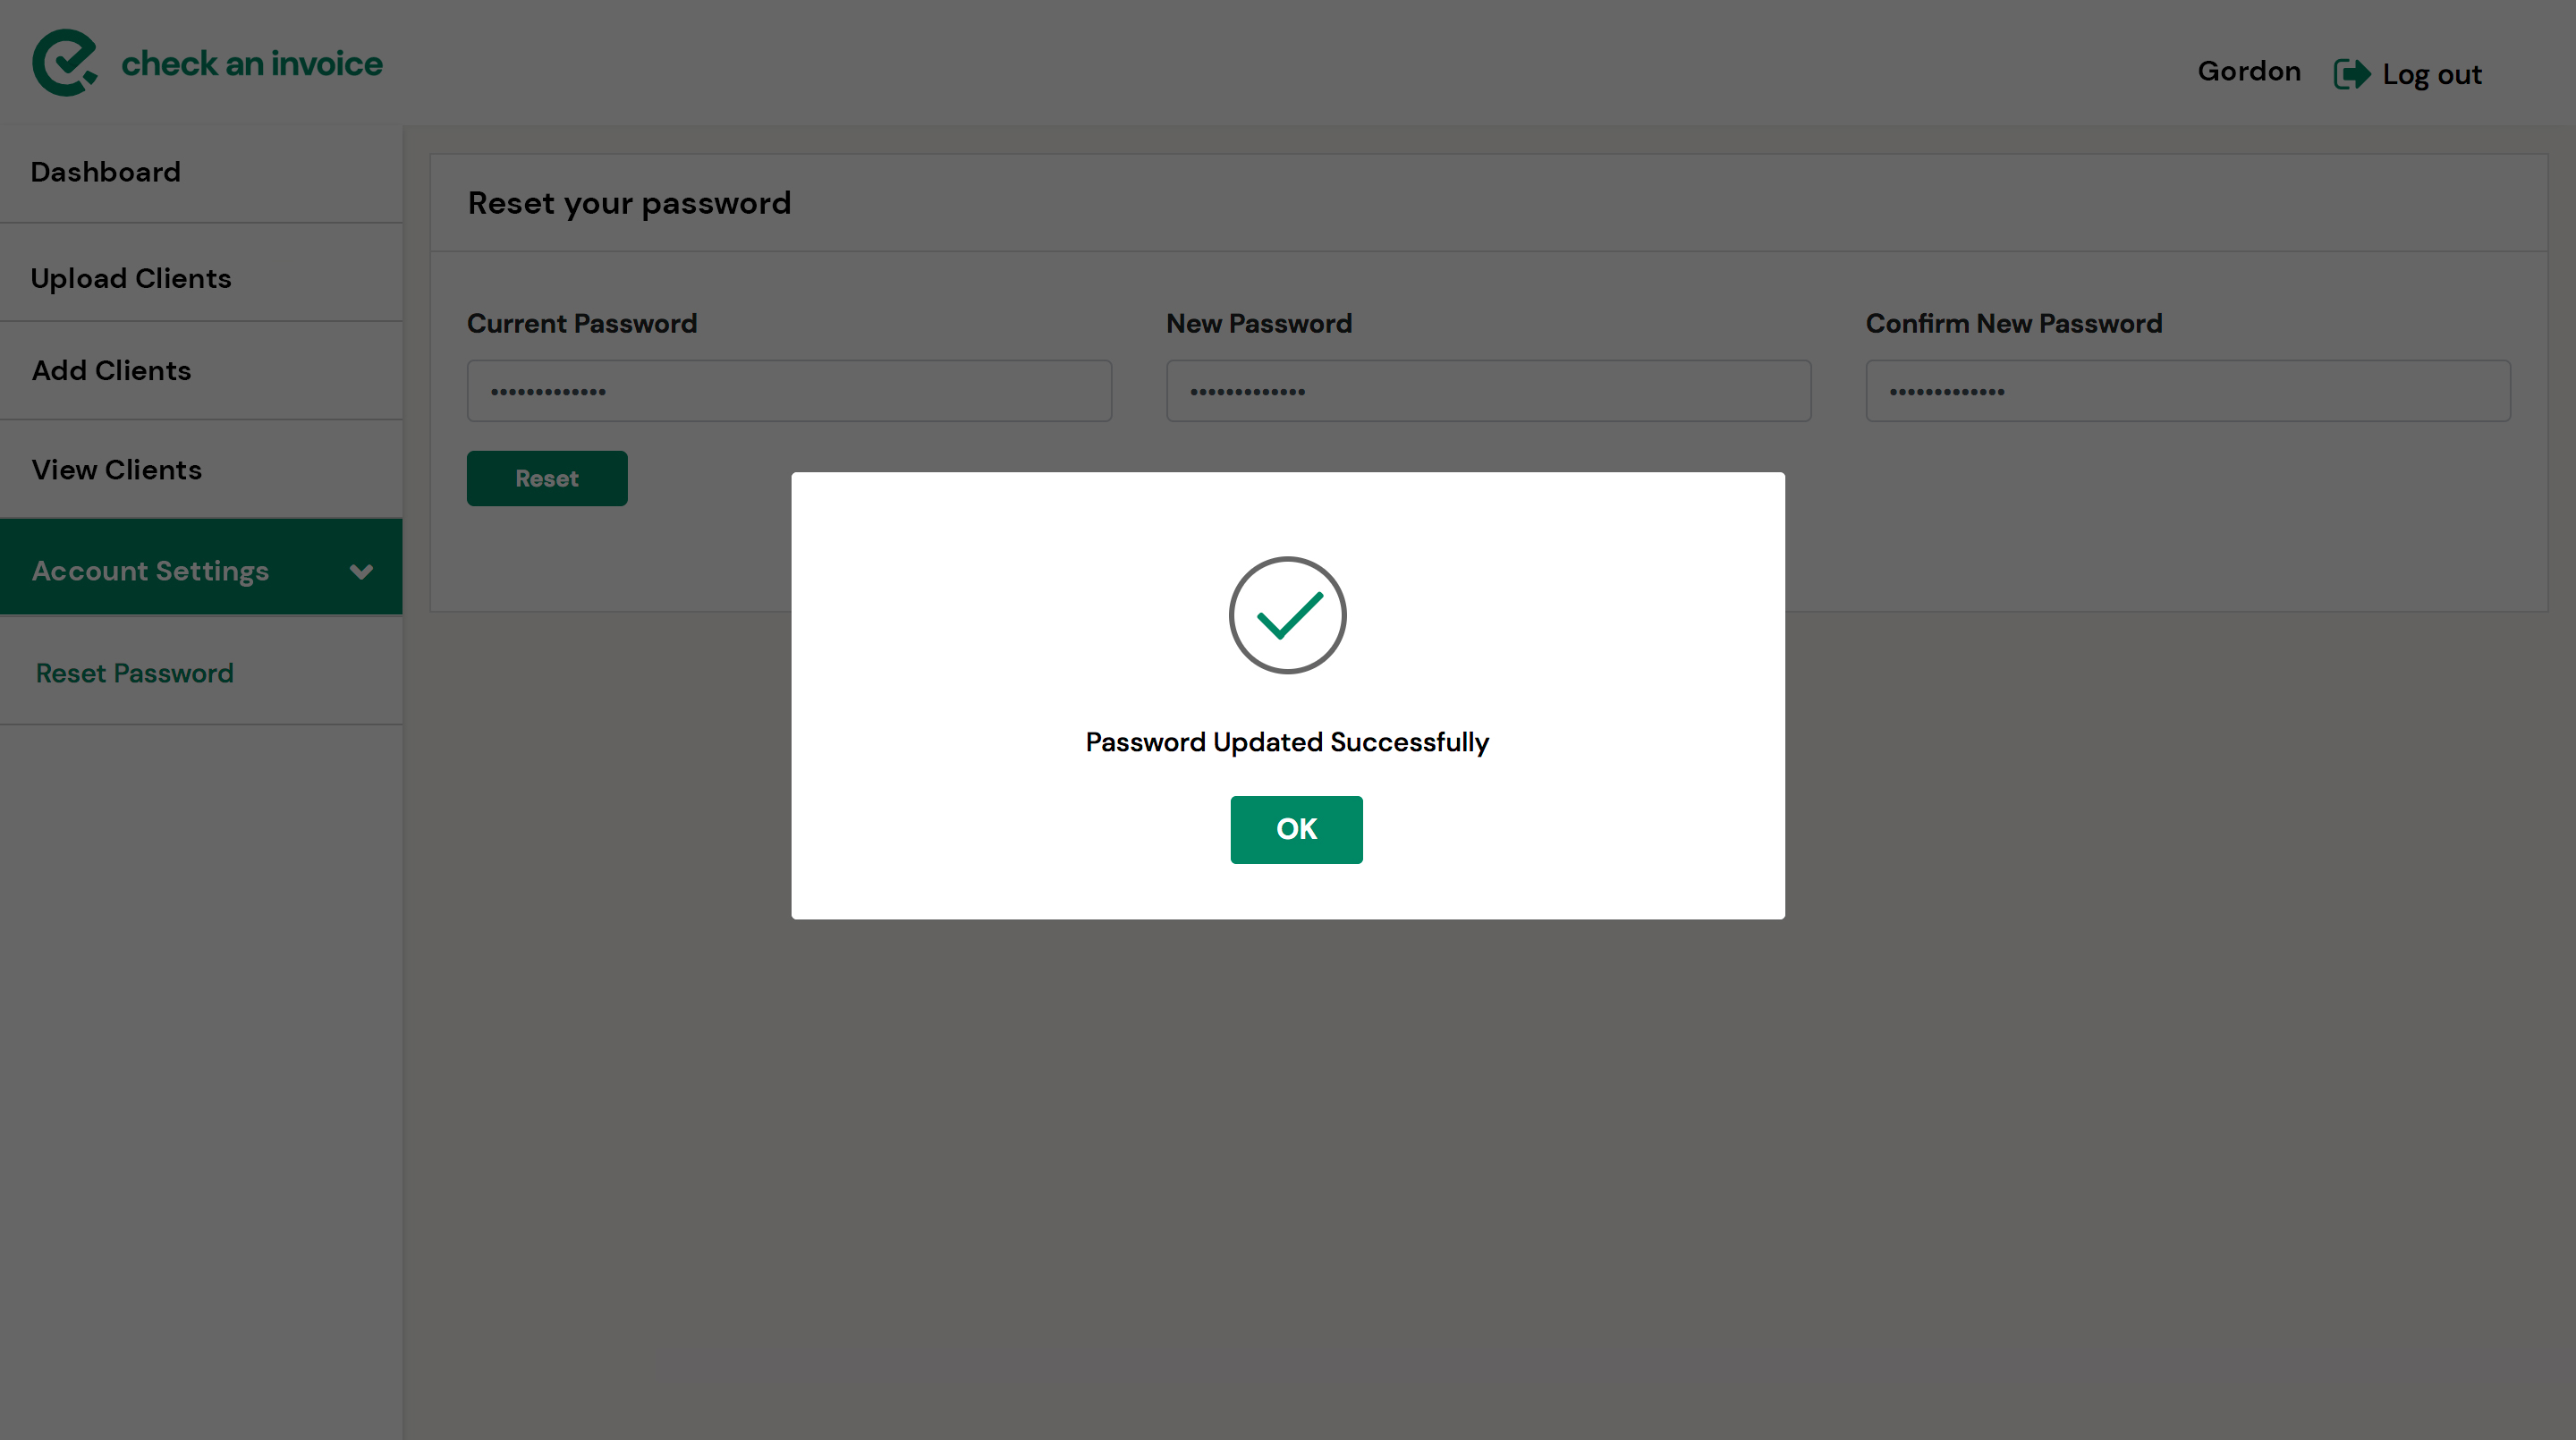 check an invoice
Gordon
Log out
Dashboard
Upload Clients
Add Clients
View Clients
Account Settings
Reset Password
Reset your password
Current Password
New Password
Confirm New Password
•••••••••••••
•••••••••••••
•••••••••••••
Reset
Password Updated Successfully
OK